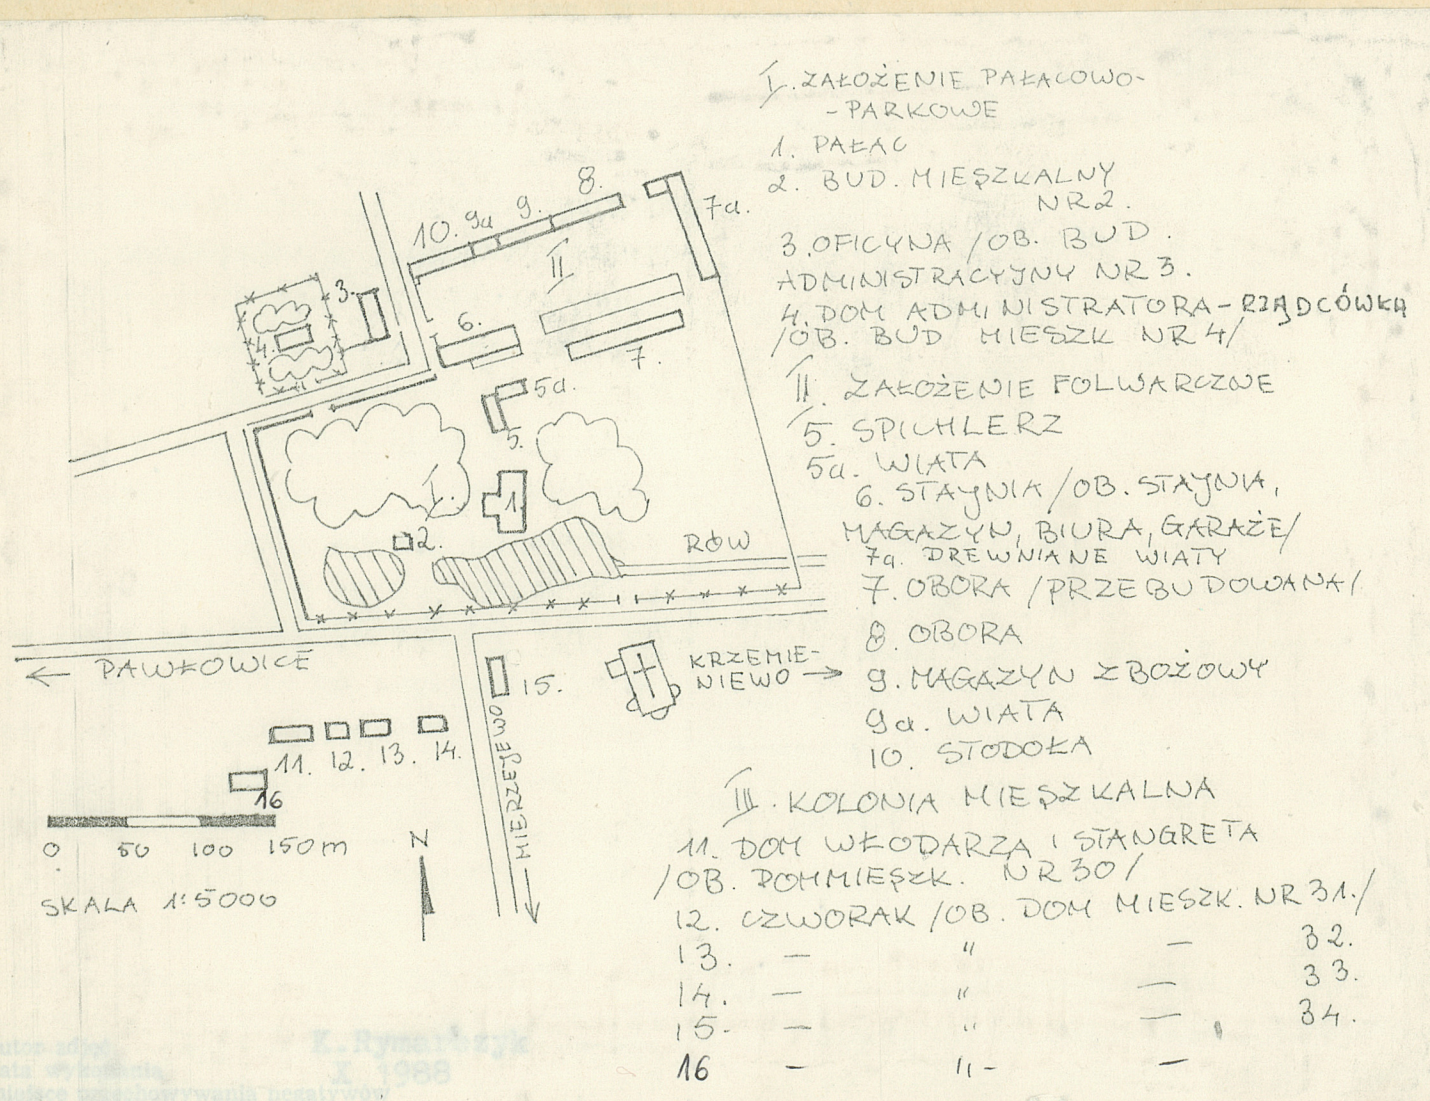 I. ZAŁOŻENIE PAŁACOWO-
-PARKOWE
1. PAŁAC
2. BUD. MIESZKALNY
NR 2.
3. OFICYNA /OB. BUD.
ADMINISTRACYJNY NR 3.
4. DOM ADMINISTRATORA - RZĄDCÓWKA
/OB. BUD MIESZK NR 4/
II. ZAŁOŻENIE FOLWARCZNE
5. SPICHLERZ
5a. WIATA
6. STAJNIA /OB. STAJNIA,
MAGAZYN, BIURA, GARAŻE/
7a. DREWNIANE WIATY
7. OBORA /PRZEBUDOWANA/
8. OBORA
9. MAGAZYN ZBOŻOWY
9a. WIATA
10. STODOŁA
III. KOLONIA MIESZKALNA
11. DOM WŁODARZA I STANGRETA
/OB. DOM MIESZK. NR 30/
12. CZWORAK /OB. DOM MIESZK. NR 31./
13. — " — 32.
14. — " — 33.
15. — " — 34.
16 — " - —
10. 9a 9. 8.
7a.
II
3.
4.
6.
7.
5a.
5.
I.
1
2.
RÓW
← PAWŁOWICE
KRZEMIE-
NIEWO →
15.
MIERZEJEWO
11. 12. 13. 14.
16
0 50 100 150 m
N
SKALA 1:5000
K. Rymarczyk
X 1988